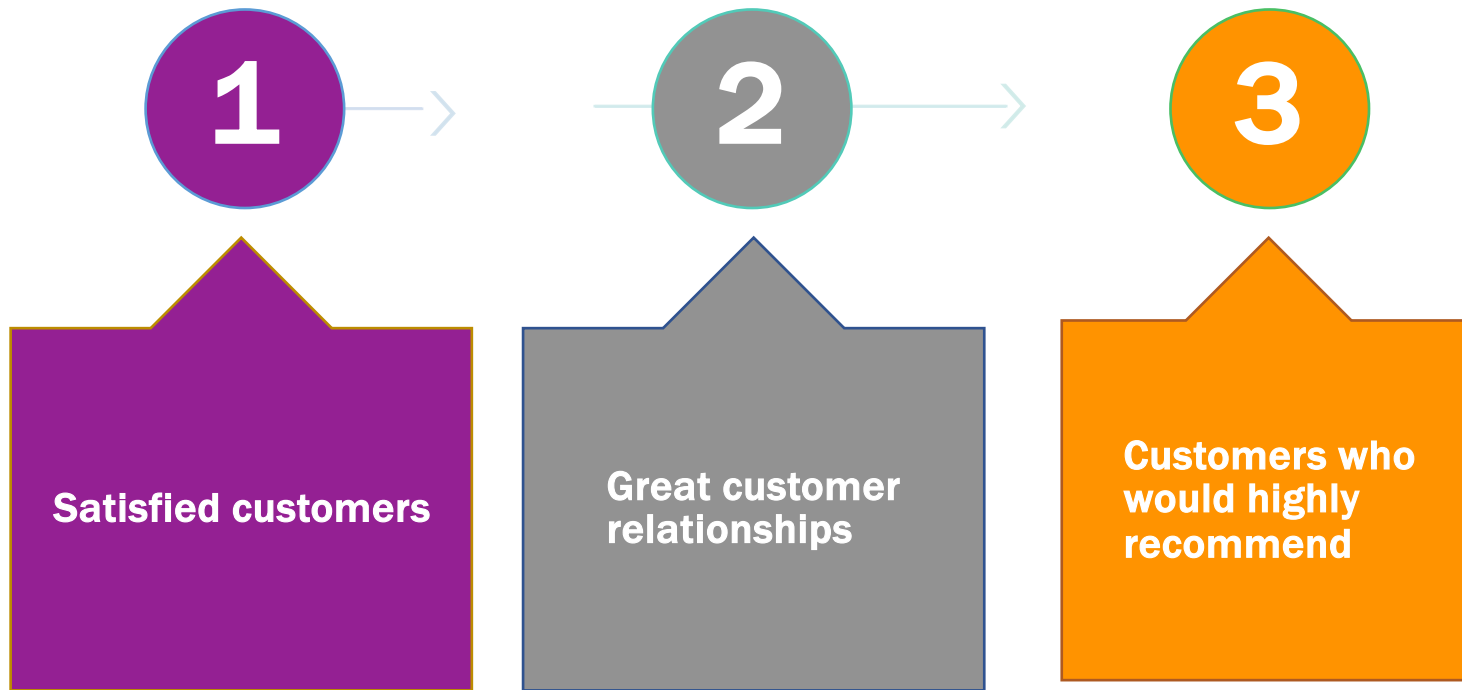 1
2
3
Satisfied customers
Great customer
relationships
Customers who
would highly
recommend